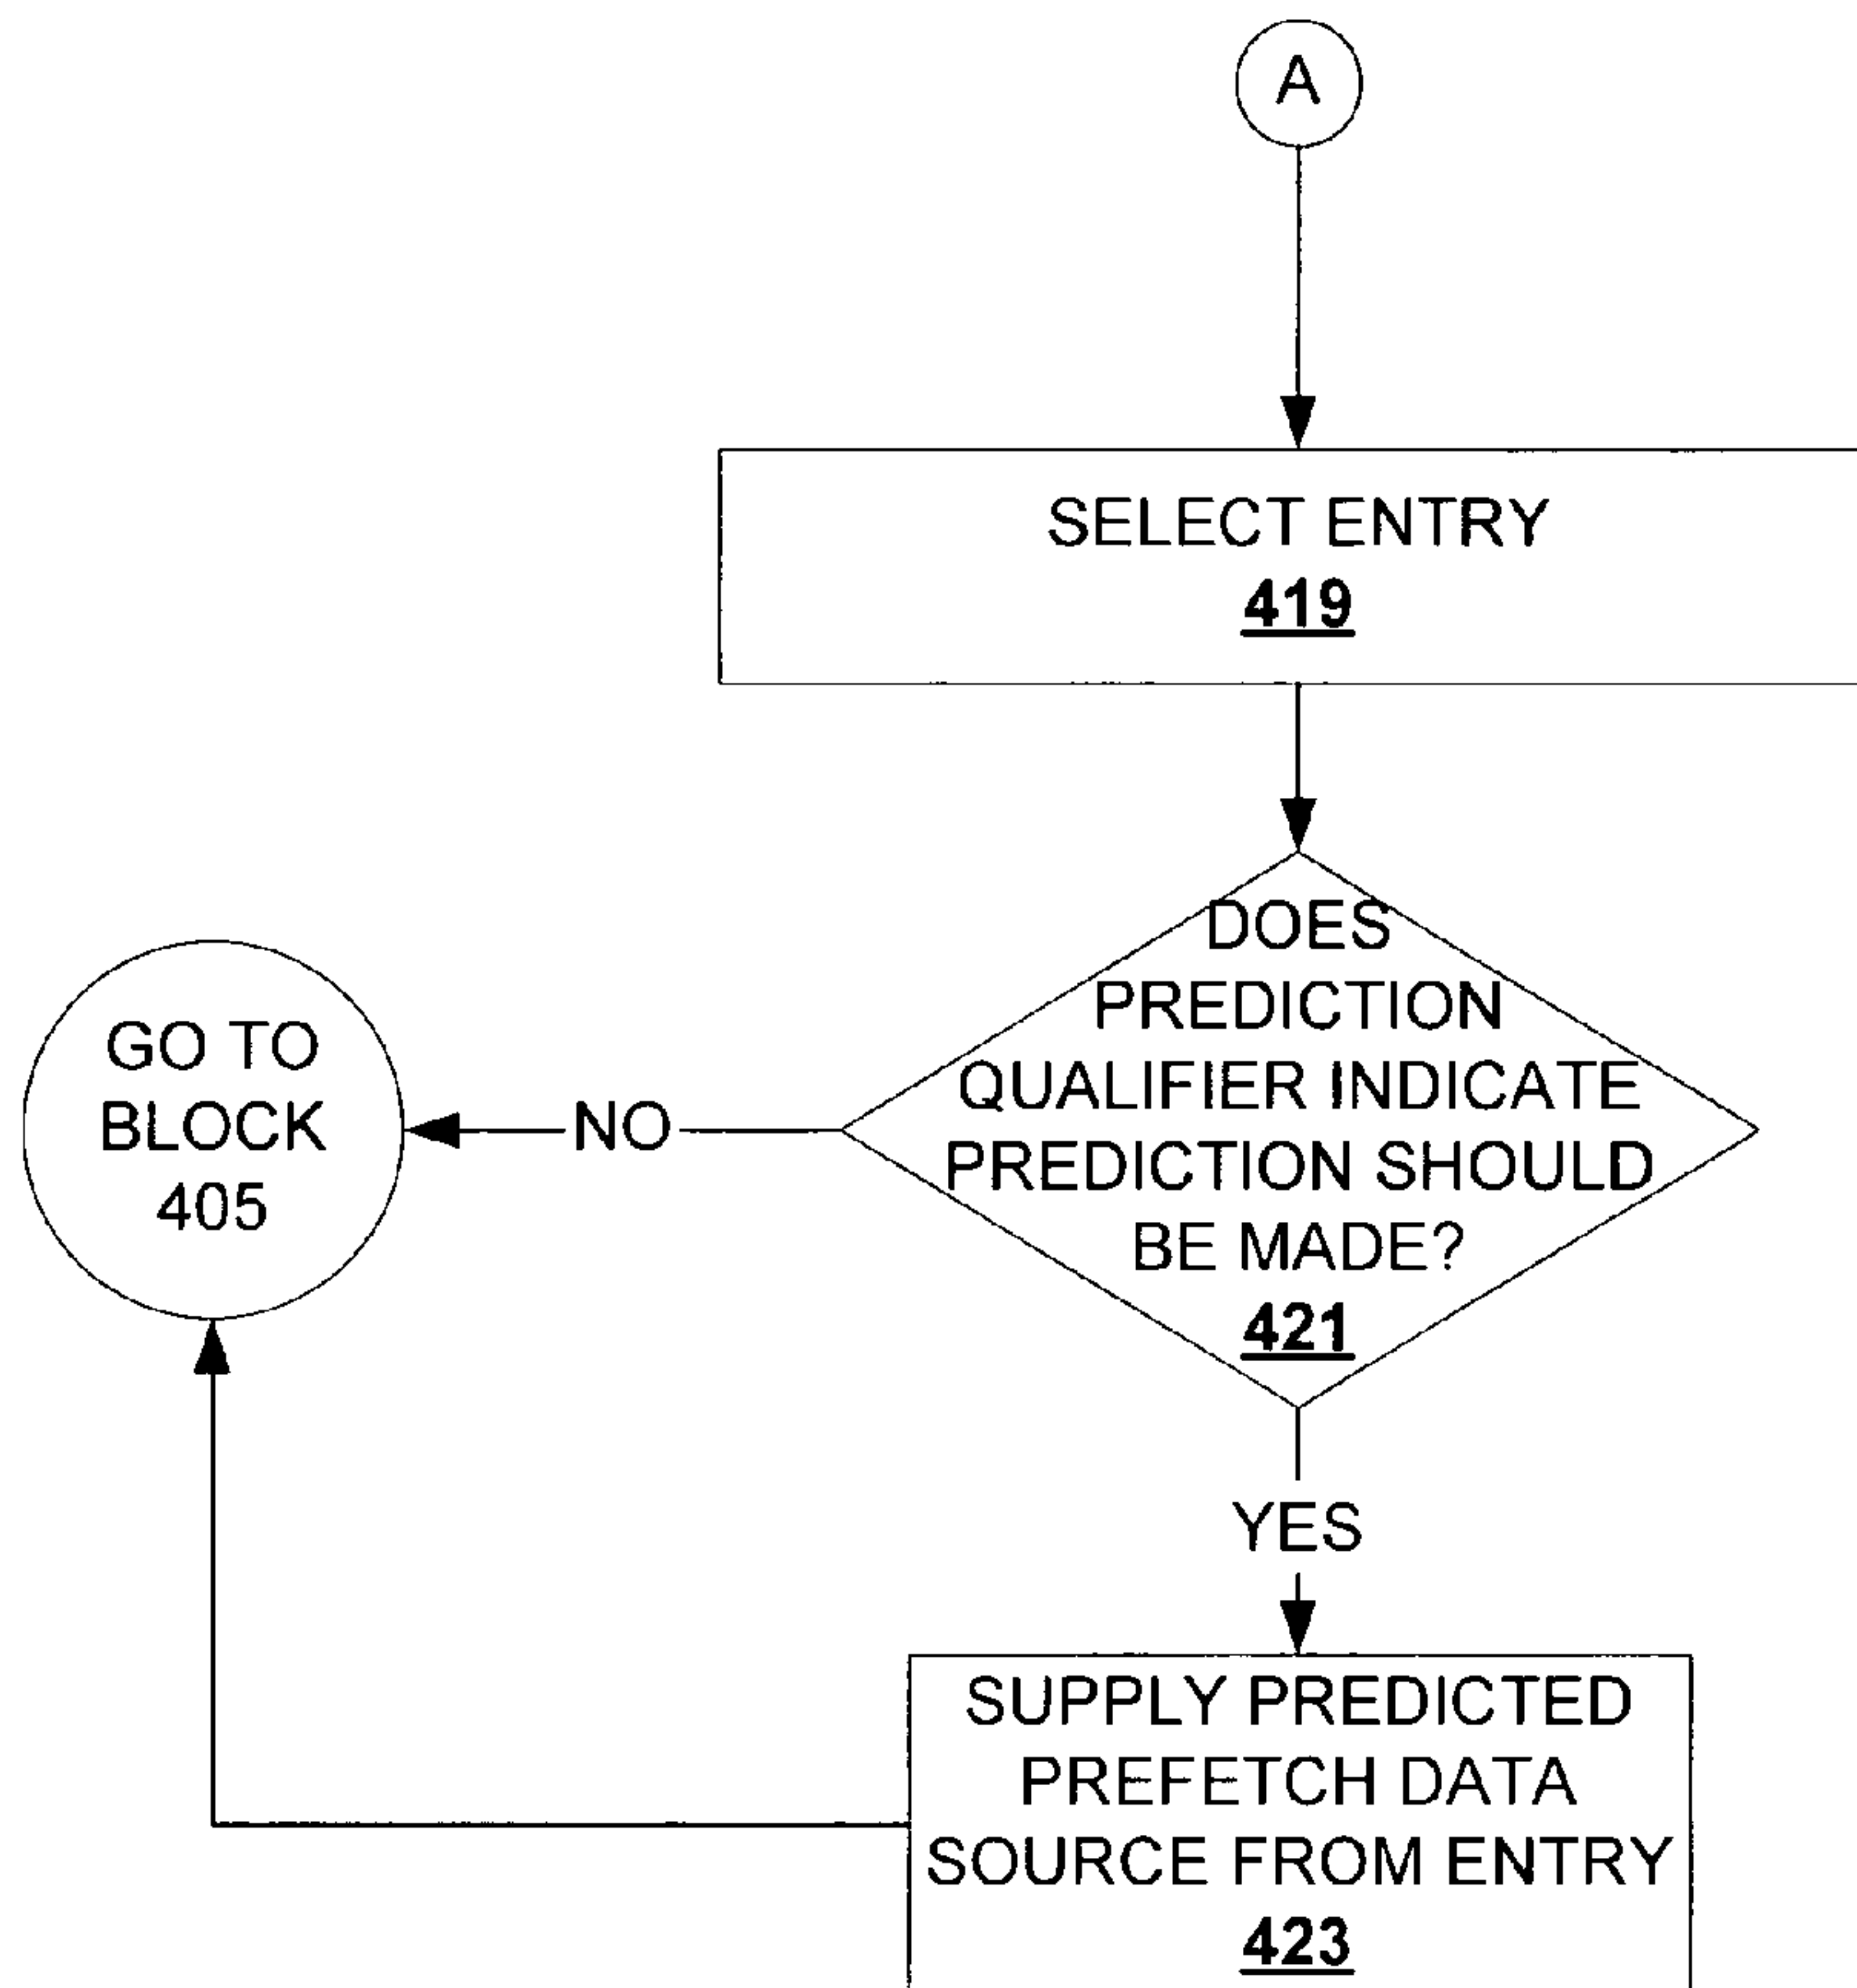 A
SELECT ENTRY
419
DOES
PREDICTION
QUALIFIER INDICATE
PREDICTION SHOULD
BE MADE?
421
GO TO
BLOCK
405
NO
YES
SUPPLY PREDICTED
PREFETCH DATA
SOURCE FROM ENTRY
423